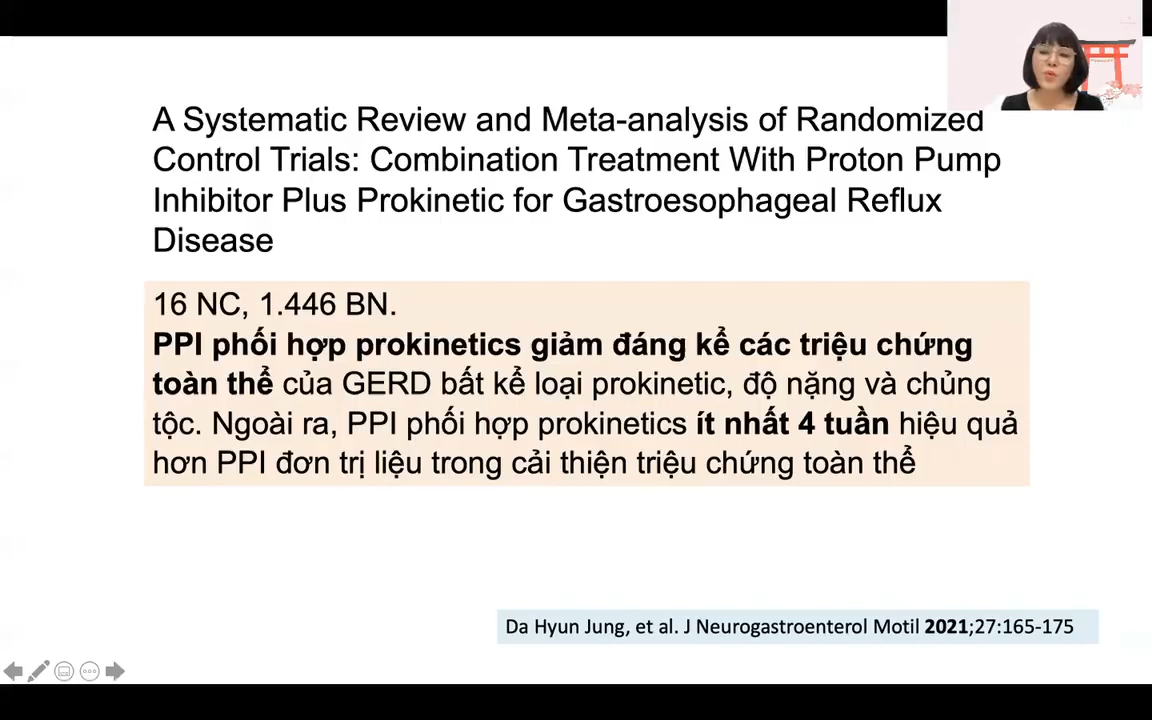 A Systematic Review and Meta-analysis of Randomized
Control Trials: Combination Treatment With Proton Pump
Inhibitor Plus Prokinetic for Gastroesophageal Reflux
Disease
16 NC, 1.446 BN.
PPI phối hợp prokinetics giảm đáng kể các triệu chứng
toàn thể của GERD bất kể loại prokinetic, độ nặng và chủng
tộc. Ngoài ra, PPI phối hợp prokinetics ít nhất 4 tuần hiệu quả
hơn PPI đơn trị liệu trong cải thiện triệu chứng toàn thể
Da Hyun Jung, et al. J Neurogastroenterol Motil 2021;27:165-175